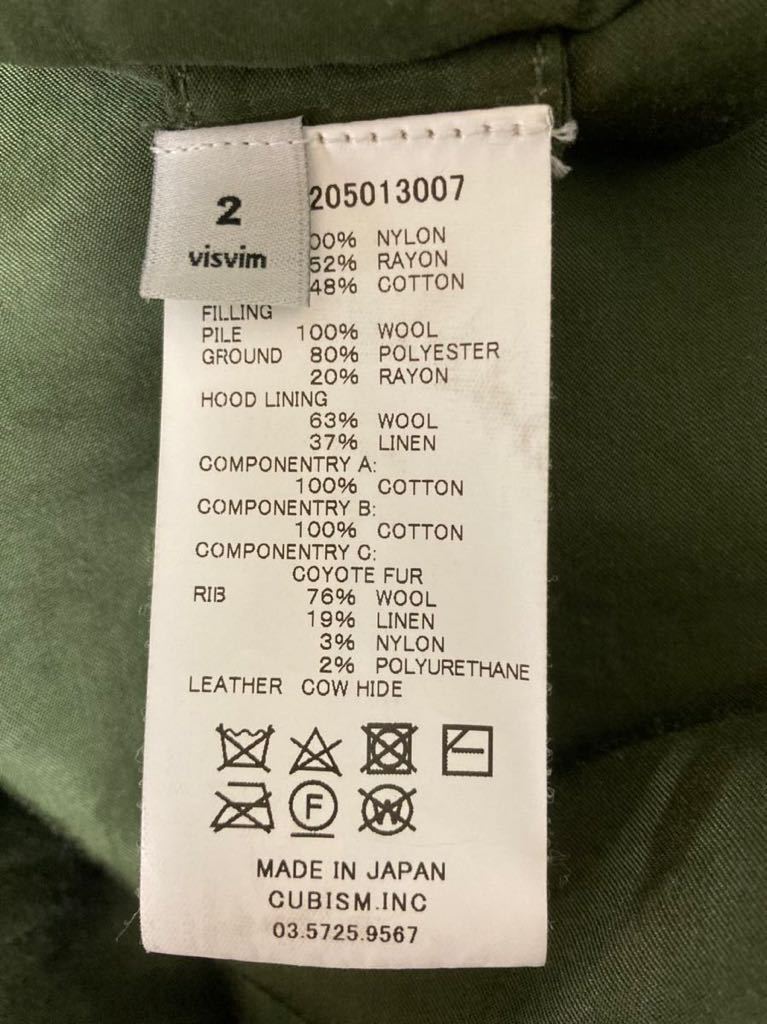 2
visvim
205013007
00% NYLON
52% RAYON
48% COTTON
FILLING
PILE 100% WOOL
GROUND 80% POLYESTER
20% RAYON
HOOD LINING
63% WOOL
37% LINEN
COMPONENTRY A:
100% COTTON
COMPONENTRY B:
100% COTTON
COMPONENTRY C:
COYOTE FUR
RIB 76% WOOL
19% LINEN
3% NYLON
2% POLYURETHANE
LEATHER COW HIDE
F
W
MADE IN JAPAN
CUBISM.INC
03.5725.9567